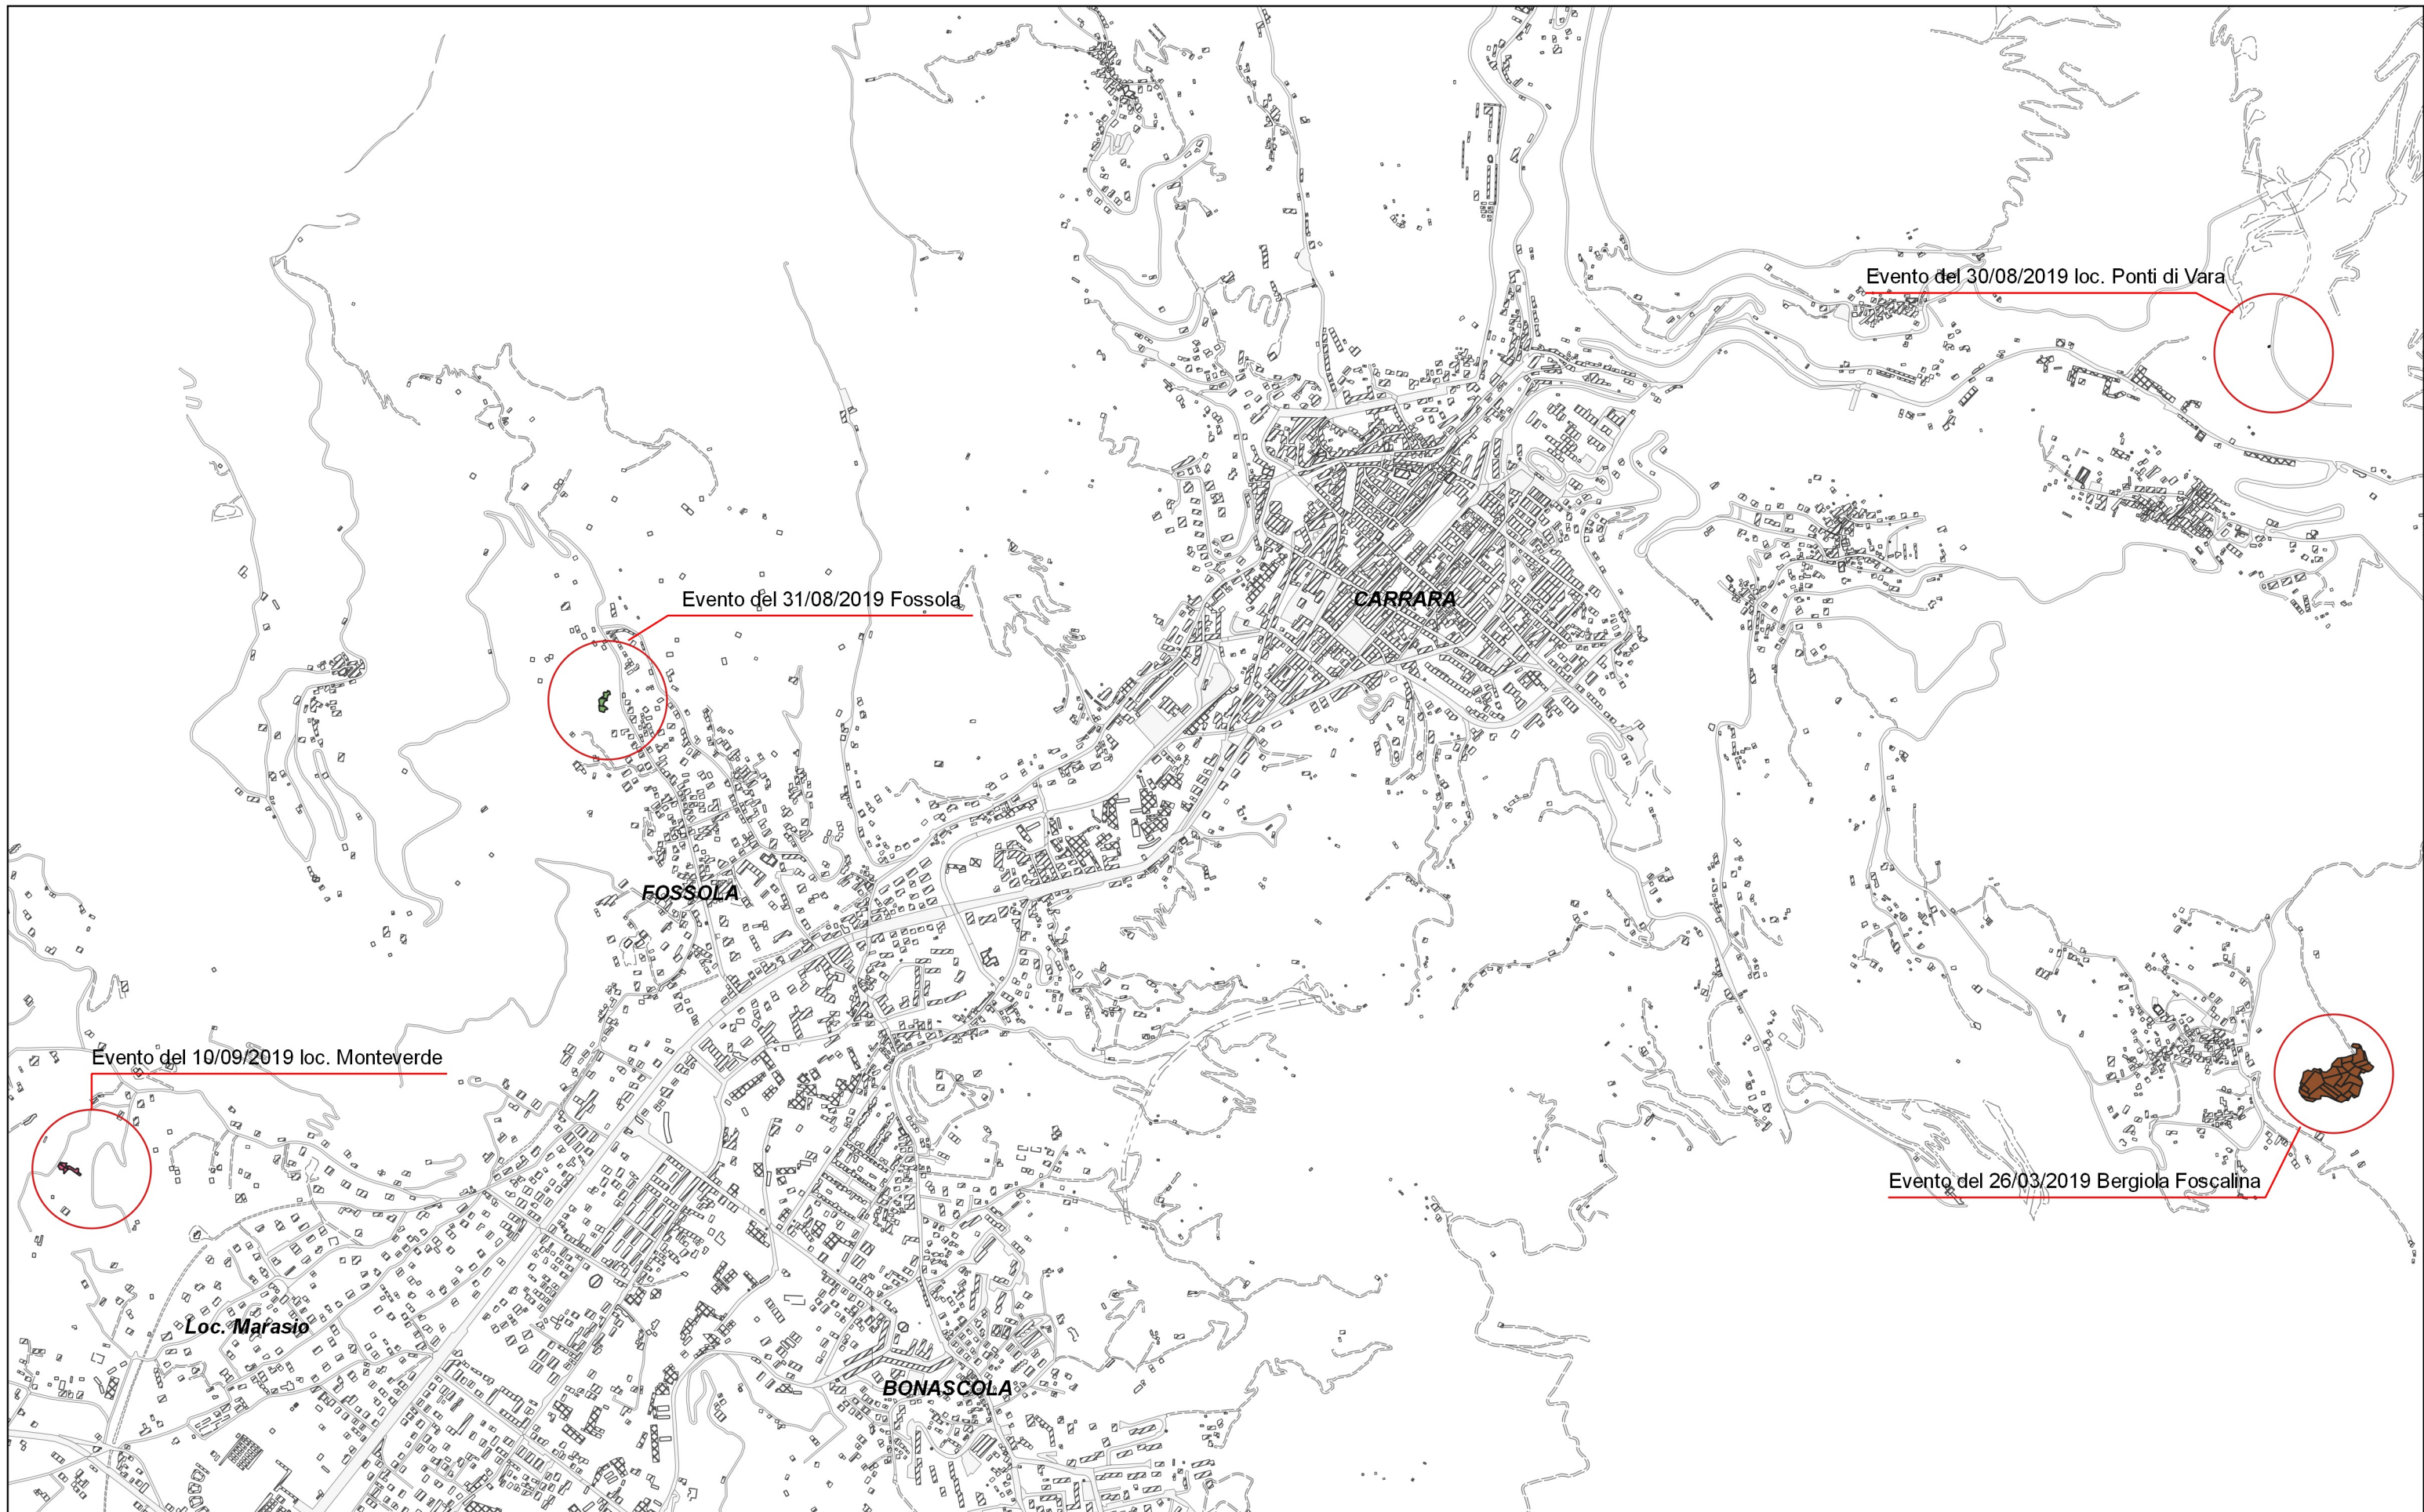 Evento del 30/08/2019 loc. Ponti di Vara
Evento del 31/08/2019 Fossola
CARRARA
FOSSOLA
Evento del 10/09/2019 loc. Monteverde
Evento del 26/03/2019 Bergiola Foscalina
Loc. Marasio
BONASCOLA